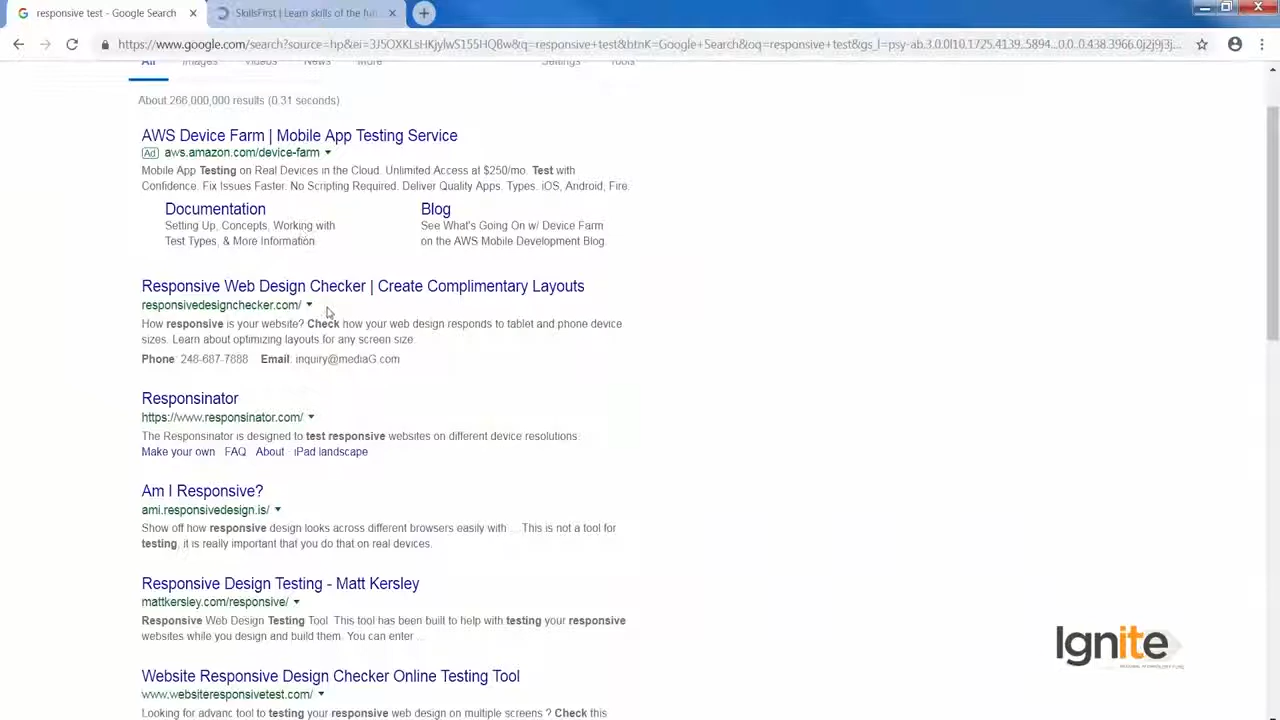 responsive test - Google Search
SkillsFirst | Learn skills of the fut
https://www.google.com/search?source=hp&ei=3J5OXKLsHKjylwS155HQBw&q=responsive+test&btnK=Google+Search&oq=responsive+test&gs_l=psy-ab.3.0.0l10.1725.4139..5894...0.0..0.438.3966.0j2j9j3j...
All Images Videos News More Settings Tools
About 266,000,000 results (0.31 seconds)
AWS Device Farm | Mobile App Testing Service
Ad aws.amazon.com/device-farm
Mobile App Testing on Real Devices in the Cloud. Unlimited Access at $250/mo. Test with
Confidence. Fix Issues Faster. No Scripting Required. Deliver Quality Apps. Types. iOS, Android, Fire.
Documentation
Setting Up, Concepts, Working with
Test Types, & More Information
Blog
See What's Going On w/ Device Farm
on the AWS Mobile Development Blog.
Responsive Web Design Checker | Create Complimentary Layouts
responsivedesignchecker.com/
How responsive is your website? Check how your web design responds to tablet and phone device
sizes. Learn about optimizing layouts for any screen size.
Phone: 248-687-7888 Email: inquiry@mediaG.com
Responsinator
https://www.responsinator.com/
The Responsinator is designed to test responsive websites on different device resolutions.
Make your own · FAQ · About · iPad landscape
Am I Responsive?
ami.responsivedesign.is/
Show off how responsive design looks across different browsers easily with ... This is not a tool for
testing, it is really important that you do that on real devices.
Responsive Design Testing - Matt Kersley
mattkersley.com/responsive/
Responsive Web Design Testing Tool. This tool has been built to help with testing your responsive
websites while you design and build them. You can enter ...
Website Responsive Design Checker Online Testing Tool
www.websiteresponsivetest.com/
Looking for advanc tool to testing your responsive web design on multiple screens ? Check this
Ignite